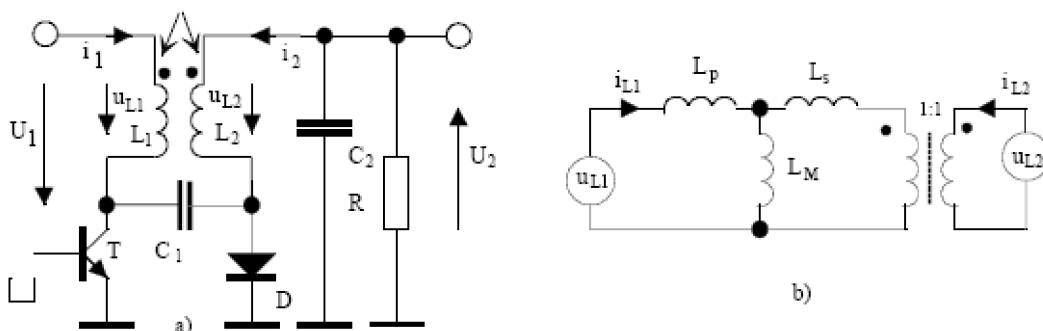 i1
i2
uL1
uL2
U1
L1
L2
C2
U2
R
T
C1
D
a)
iL1
Lp
Ls
iL2
1:1
uL1
LM
uL2
b)